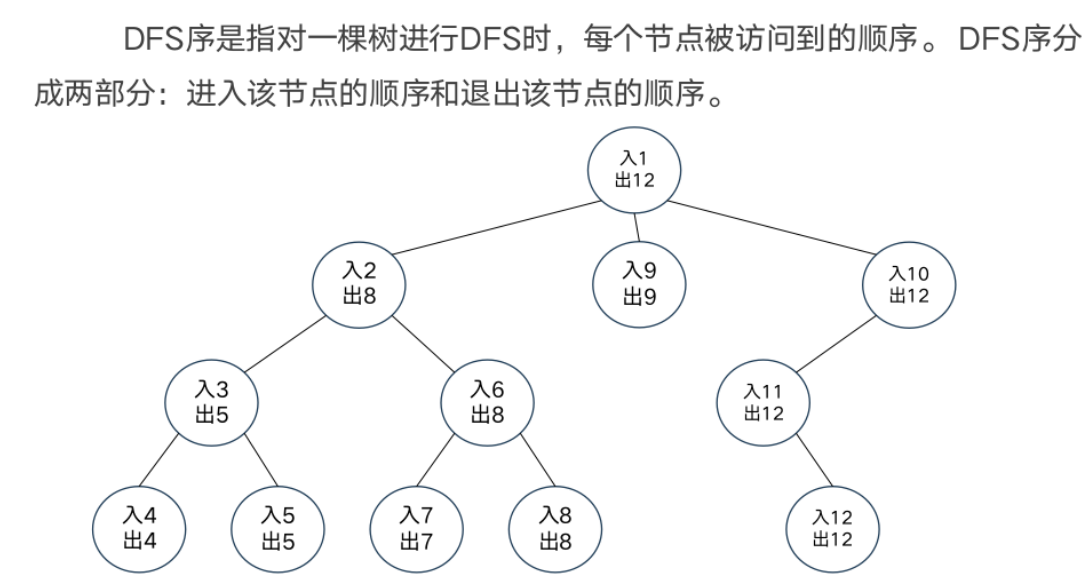 DFS序是指对一棵树进行DFS时，每个节点被访问到的顺序。 DFS序分
成两部分：进入该节点的顺序和退出该节点的顺序。
入1
出12
入2
出8
入9
出9
入10
出12
入3
出5
入6
出8
入11
出12
入4
出4
入5
出5
入7
出7
入8
出8
入12
出12